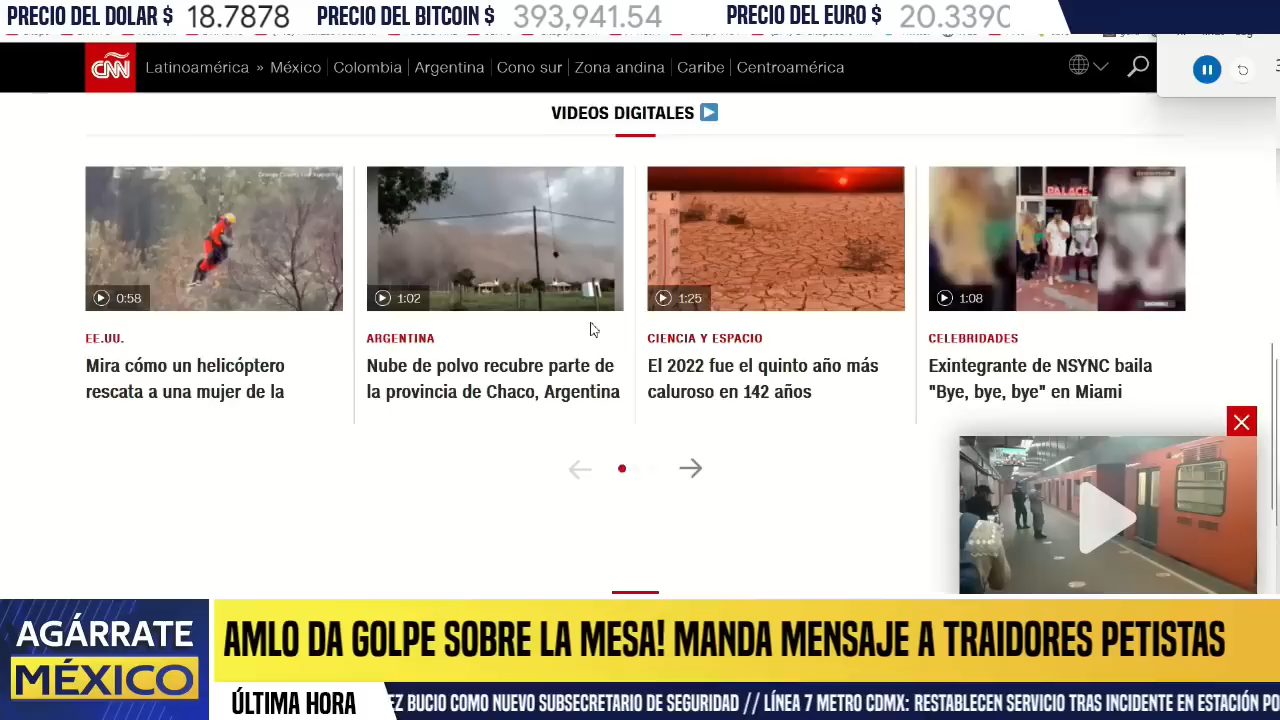 PRECIO DEL DOLAR $ 18.7878 PRECIO DEL BITCOIN $ 393,941.54 PRECIO DEL EURO $ 20.3390
CNN Latinoamérica » México Colombia Argentina Cono sur Zona andina Caribe Centroamérica
VIDEOS DIGITALES
0:58
1:02
1:25
PALACE
1:08
EE.UU.
Mira cómo un helicóptero
rescata a una mujer de la
ARGENTINA
Nube de polvo recubre parte de
la provincia de Chaco, Argentina
CIENCIA Y ESPACIO
El 2022 fue el quinto año más
caluroso en 142 años
CELEBRIDADES
Exintegrante de NSYNC baila
"Bye, bye, bye" en Miami
AGÁRRATE
MÉXICO
AMLO DA GOLPE SOBRE LA MESA! MANDA MENSAJE A TRAIDORES PETISTAS
ÚLTIMA HORA
EZ BUCIO COMO NUEVO SUBSECRETARIO DE SEGURIDAD // LÍNEA 7 METRO CDMX: RESTABLECEN SERVICIO TRAS INCIDENTE EN ESTACIÓN PO